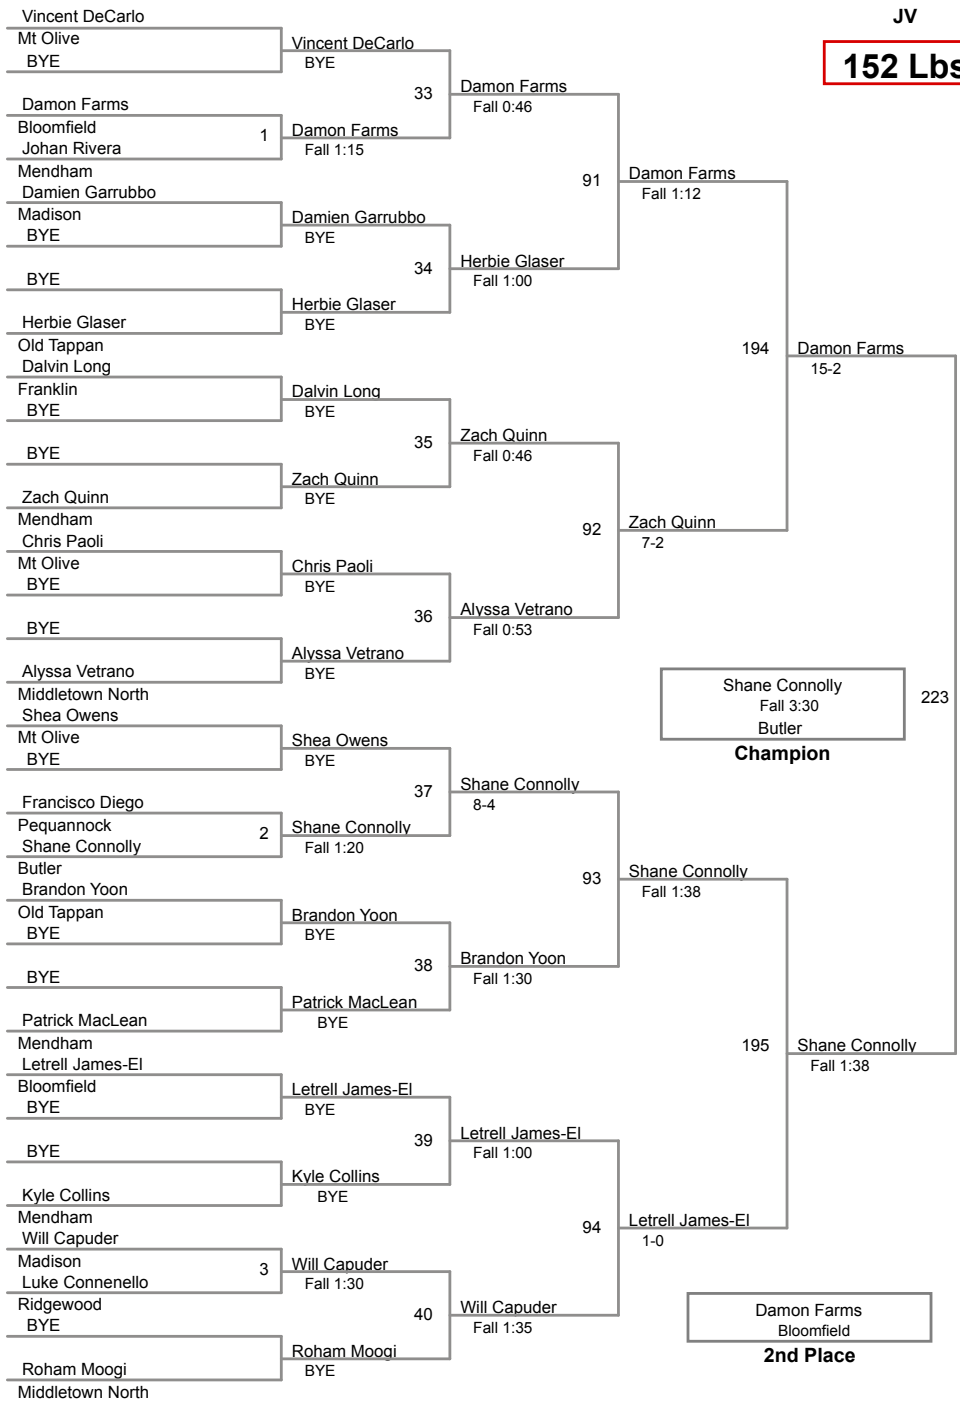 JV
152 Lbs
Vincent DeCarlo
Mt Olive
BYE
Damon Farms
Bloomfield
Johan Rivera
Mendham
Damien Garrubbo
Madison
BYE
BYE
Herbie Glaser
Old Tappan
Dalvin Long
Franklin
BYE
BYE
Zach Quinn
Mendham
Chris Paoli
Mt Olive
BYE
BYE
Alyssa Vetrano
Middletown North
Shea Owens
Mt Olive
BYE
Francisco Diego
Pequannock
Shane Connolly
Butler
Brandon Yoon
Old Tappan
BYE
BYE
Patrick MacLean
Mendham
Letrell James-El
Bloomfield
BYE
BYE
Kyle Collins
Mendham
Will Capuder
Madison
Luke Connenello
Ridgewood
BYE
Roham Moogi
Middletown North
1
2
3
Vincent DeCarlo
BYE
Damon Farms
Fall 1:15
Damien Garrubbo
BYE
Herbie Glaser
BYE
Dalvin Long
BYE
Zach Quinn
BYE
Chris Paoli
BYE
Alyssa Vetrano
BYE
Shea Owens
BYE
Shane Connolly
Fall 1:20
Brandon Yoon
BYE
Patrick MacLean
BYE
Letrell James-El
BYE
Kyle Collins
BYE
Will Capuder
Fall 1:30
Roham Moogi
BYE
33
34
35
36
37
38
39
40
Damon Farms
Fall 0:46
Herbie Glaser
Fall 1:00
Zach Quinn
Fall 0:46
Alyssa Vetrano
Fall 0:53
Shane Connolly
8-4
Brandon Yoon
Fall 1:30
Letrell James-El
Fall 1:00
Will Capuder
Fall 1:35
91
92
93
94
Damon Farms
Fall 1:12
Zach Quinn
7-2
Shane Connolly
Fall 1:38
Letrell James-El
1-0
194
195
Damon Farms
15-2
Shane Connolly
Fall 1:38
223
Shane Connolly
Fall 3:30
Butler
Champion
Damon Farms
Bloomfield
2nd Place